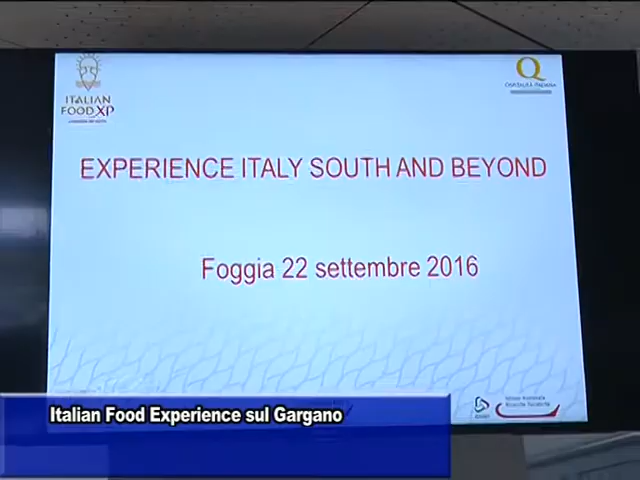 ITALIAN
FOOD XP
Q
EXPERIENCE ITALY SOUTH AND BEYOND
Foggia 22 settembre 2016
Italian Food Experience sul Gargano